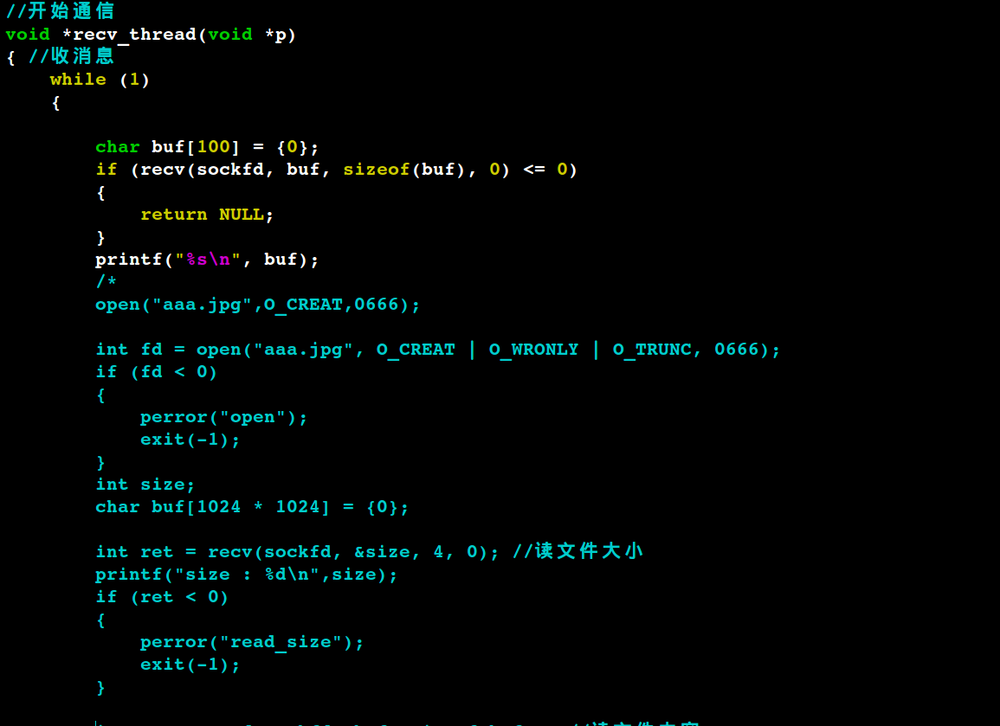 //开始通信
void *recv_thread(void *p)
{ //收消息
    while (1)
    {
        char buf[100] = {0};
        if (recv(sockfd, buf, sizeof(buf), 0) <= 0)
        {
            return NULL;
        }
        printf("%s\n", buf);
        /*
        open("aaa.jpg",O_CREAT,0666);
        int fd = open("aaa.jpg", O_CREAT | O_WRONLY | O_TRUNC, 0666);
        if (fd < 0)
        {
            perror("open");
            exit(-1);
        }
        int size;
        char buf[1024 * 1024] = {0};
        int ret = recv(sockfd, &size, 4, 0); //读文件大小
        printf("size : %d\n",size);
        if (ret < 0)
        {
            perror("read_size");
            exit(-1);
        }